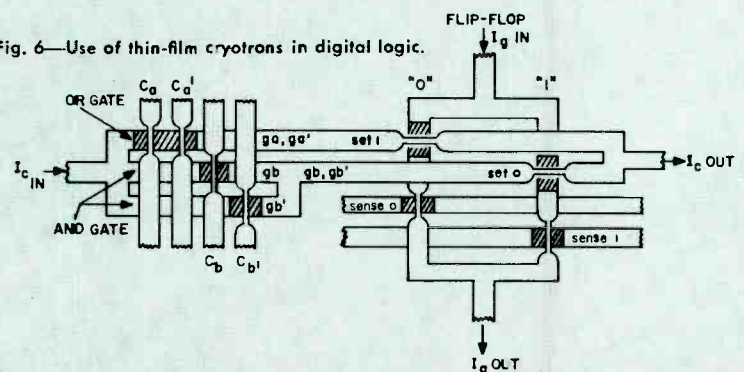 Fig. 6—Use of thin-film cryotrons in digital logic.
FLIP-FLOP
Ig IN
"0"
"1"
Ca
Ca'
OR GATE
ga, ga'
set 1
Ic IN
gb
gb, gb'
set 0
Ic OUT
AND GATE
gb'
sense 0
sense 1
Cb
Cb'
Ig OUT